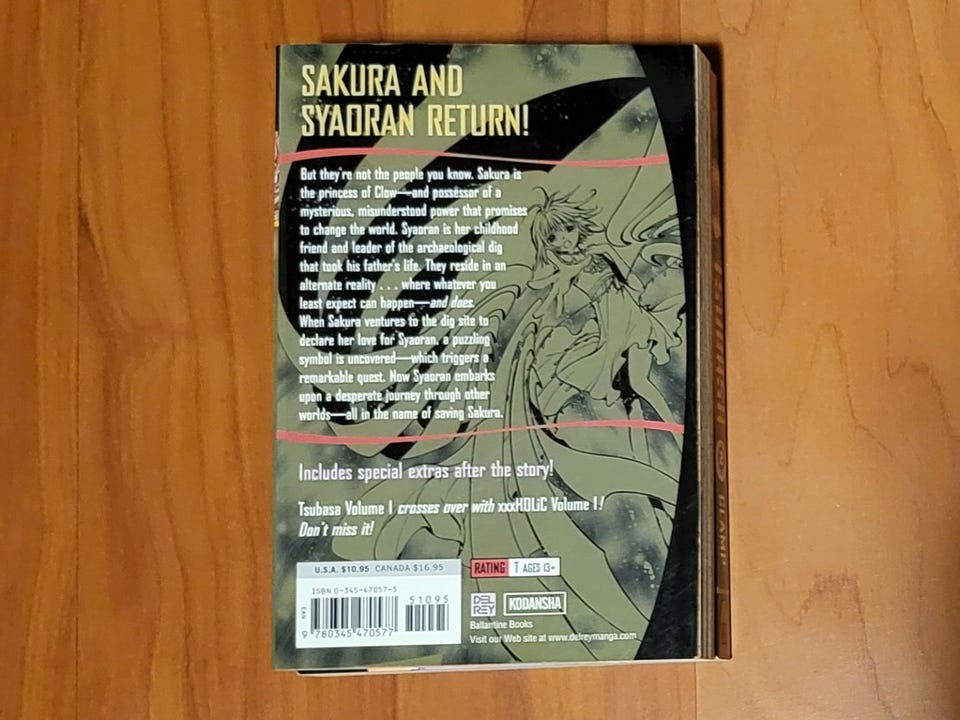 SAKURA AND
SYAORAN RETURN!
But they're not the people you know. Sakura is
the princess of Clow—and possessor of a
mysterious, misunderstood power that promises
to change the world. Syaoran is her childhood
friend and leader of the archaeological dig
that took his father's life. They reside in an
alternate reality . . . where whatever you
least expect can happen—and does.
When Sakura ventures to the dig site to
declare her love for Syaoran, a puzzling
symbol is uncovered—which triggers a
remarkable quest. Now Syaoran embarks
upon a desperate journey through other
worlds—all in the name of saving Sakura.
Includes special extras after the story!
Tsubasa Volume 1 crosses over with xxxHOLiC Volume 1!
Don't miss it!
U.S.A. $10.95 CANADA $16.95
ISBN 0-345-47057-5
51095
EAN
9 780345 470577
RATING T AGES 13+
DEL
REY
KODANSHA
Ballantine Books
Visit our Web site at www.delreymanga.com
CLAMP
1